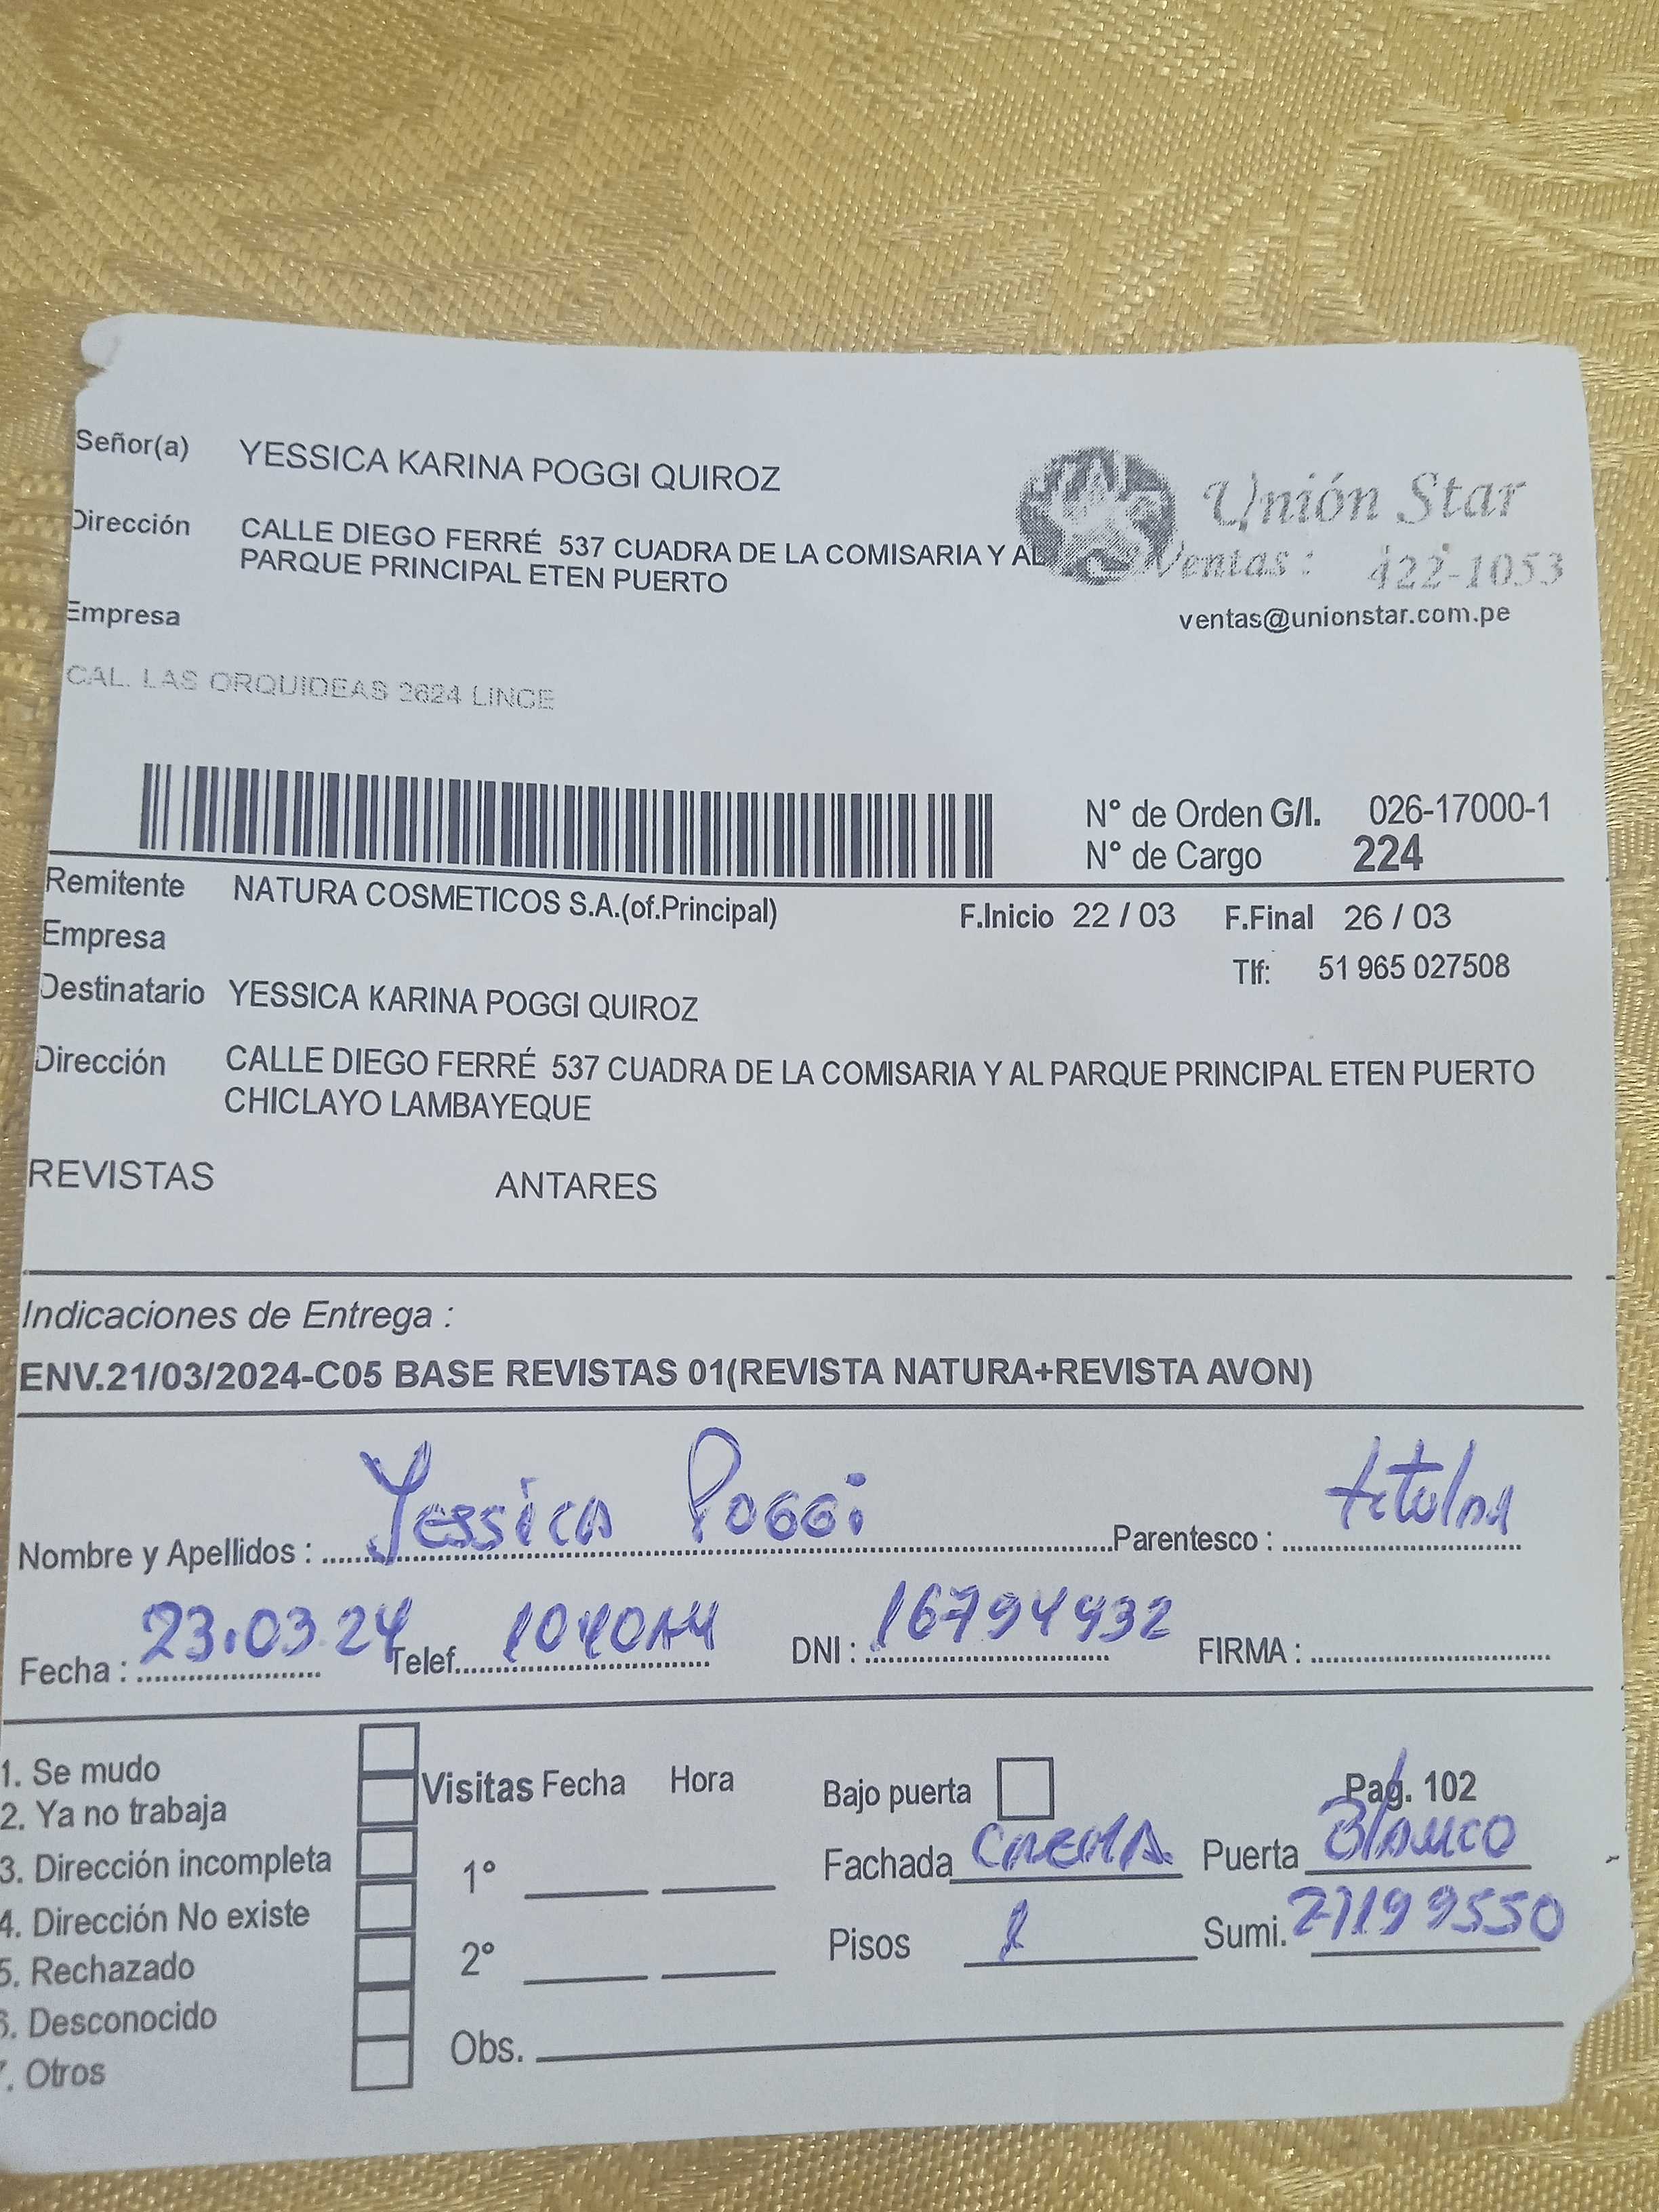 Señor(a) YESSICA KARINA POGGI QUIROZ
Dirección CALLE DIEGO FERRÉ 537 CUADRA DE LA COMISARIA Y AL
PARQUE PRINCIPAL ETEN PUERTO
Unión Star
Ventas: 422-1053
ventas@unionstar.com.pe
Empresa
CAL. LAS ORQUIDEAS 2624 LINCE
N° de Orden G/I. 026-17000-1
N° de Cargo 224
Remitente NATURA COSMETICOS S.A.(of.Principal) F.Inicio 22 / 03 F.Final 26 / 03
Empresa
Tlf: 51 965 027508
Destinatario YESSICA KARINA POGGI QUIROZ
Dirección CALLE DIEGO FERRÉ 537 CUADRA DE LA COMISARIA Y AL PARQUE PRINCIPAL ETEN PUERTO
CHICLAYO LAMBAYEQUE
REVISTAS ANTARES
Indicaciones de Entrega :
ENV.21/03/2024-C05 BASE REVISTAS 01(REVISTA NATURA+REVISTA AVON)
Nombre y Apellidos : Yessica Poggi Parentesco : titular
Fecha : 23.03.24 Telef. 1040AM DNI : 16794932 FIRMA :
1. Se mudo
2. Ya no trabaja
3. Dirección incompleta
4. Dirección No existe
5. Rechazado
6. Desconocido
7. Otros
Visitas Fecha Hora
1°
2°
Obs.
Bajo puerta Pag. 102
Fachada CREMA Puerta Blanco
Pisos 1 Sumi. 27199550